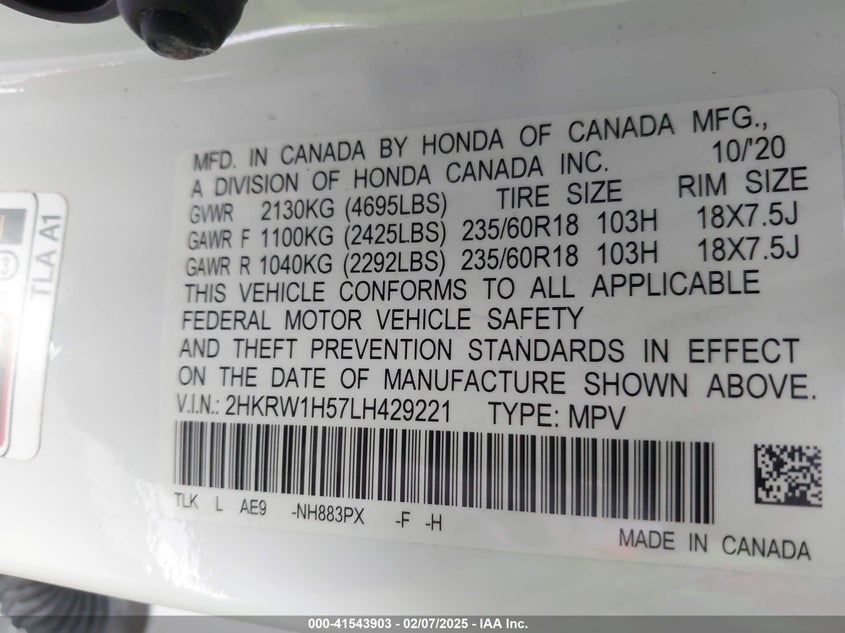 MFD. IN CANADA BY HONDA OF CANADA MFG.,
A DIVISION OF HONDA CANADA INC. 10/'20
GVWR 2130KG (4695LBS) TIRE SIZE RIM SIZE
GAWR F 1100KG (2425LBS) 235/60R18 103H 18X7.5J
GAWR R 1040KG (2292LBS) 235/60R18 103H 18X7.5J
THIS VEHICLE CONFORMS TO ALL APPLICABLE
FEDERAL MOTOR VEHICLE SAFETY
AND THEFT PREVENTION STANDARDS IN EFFECT
ON THE DATE OF MANUFACTURE SHOWN ABOVE.
V.I.N.: 2HKRW1H57LH429221 TYPE: MPV
TLK L AE9 -NH883PX -F -H
MADE IN CANADA
TLA A1
3
000-41543903 - 02/07/2025 - IAA Inc.